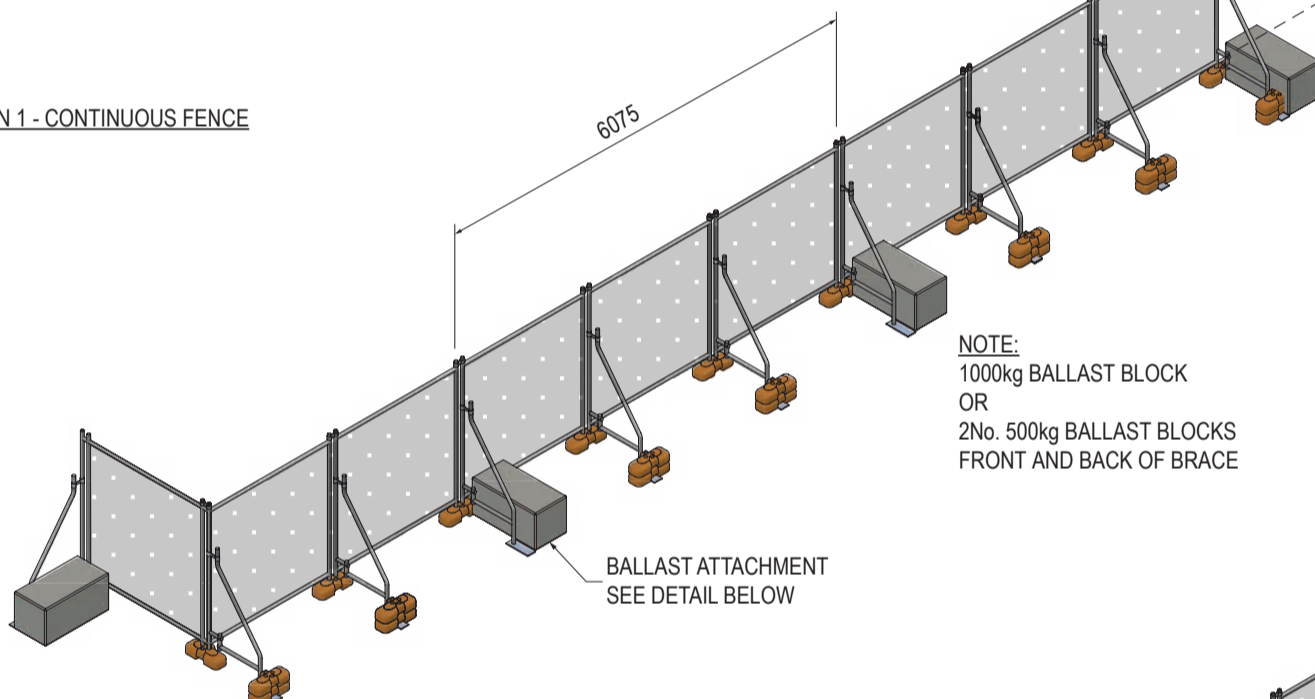 N 1 - CONTINUOUS FENCE
6075
NOTE:
1000kg BALLAST BLOCK
OR
2No. 500kg BALLAST BLOCKS
FRONT AND BACK OF BRACE
BALLAST ATTACHMENT
SEE DETAIL BELOW